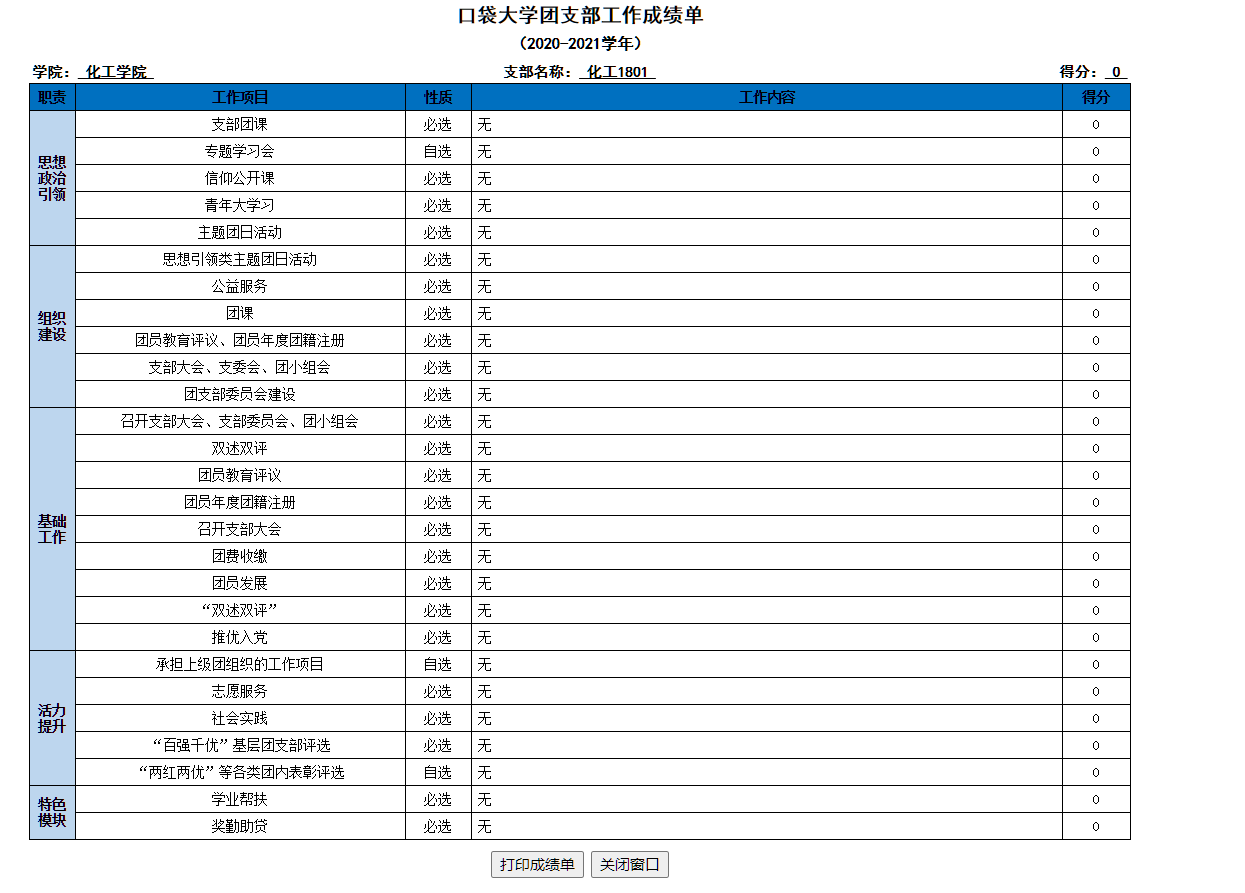 口袋大学团支部工作成绩单
（2020-2021学年）
学院： 化工学院 支部名称： 化工1801 得分： 0
职责 工作项目 性质 工作内容 得分
思想政治引领
支部团课 必选 无 0
专题学习会 自选 无 0
信仰公开课 必选 无 0
青年大学习 必选 无 0
主题团日活动 必选 无 0
组织建设
思想引领类主题团日活动 必选 无 0
公益服务 必选 无 0
团课 必选 无 0
团员教育评议、团员年度团籍注册 必选 无 0
支部大会、支委会、团小组会 必选 无 0
团支部委员会建设 必选 无 0
基础工作
召开支部大会、支部委员会、团小组会 必选 无 0
双述双评 必选 无 0
团员教育评议 必选 无 0
团员年度团籍注册 必选 无 0
召开支部大会 必选 无 0
团费收缴 必选 无 0
团员发展 必选 无 0
“双述双评” 必选 无 0
推优入党 必选 无 0
活力提升
承担上级团组织的工作项目 自选 无 0
志愿服务 必选 无 0
社会实践 必选 无 0
“百强千优”基层团支部评选 必选 无 0
“两红两优”等各类团内表彰评选 自选 无 0
特色模块
学业帮扶 必选 无 0
奖勤助贷 必选 无 0
打印成绩单 关闭窗口